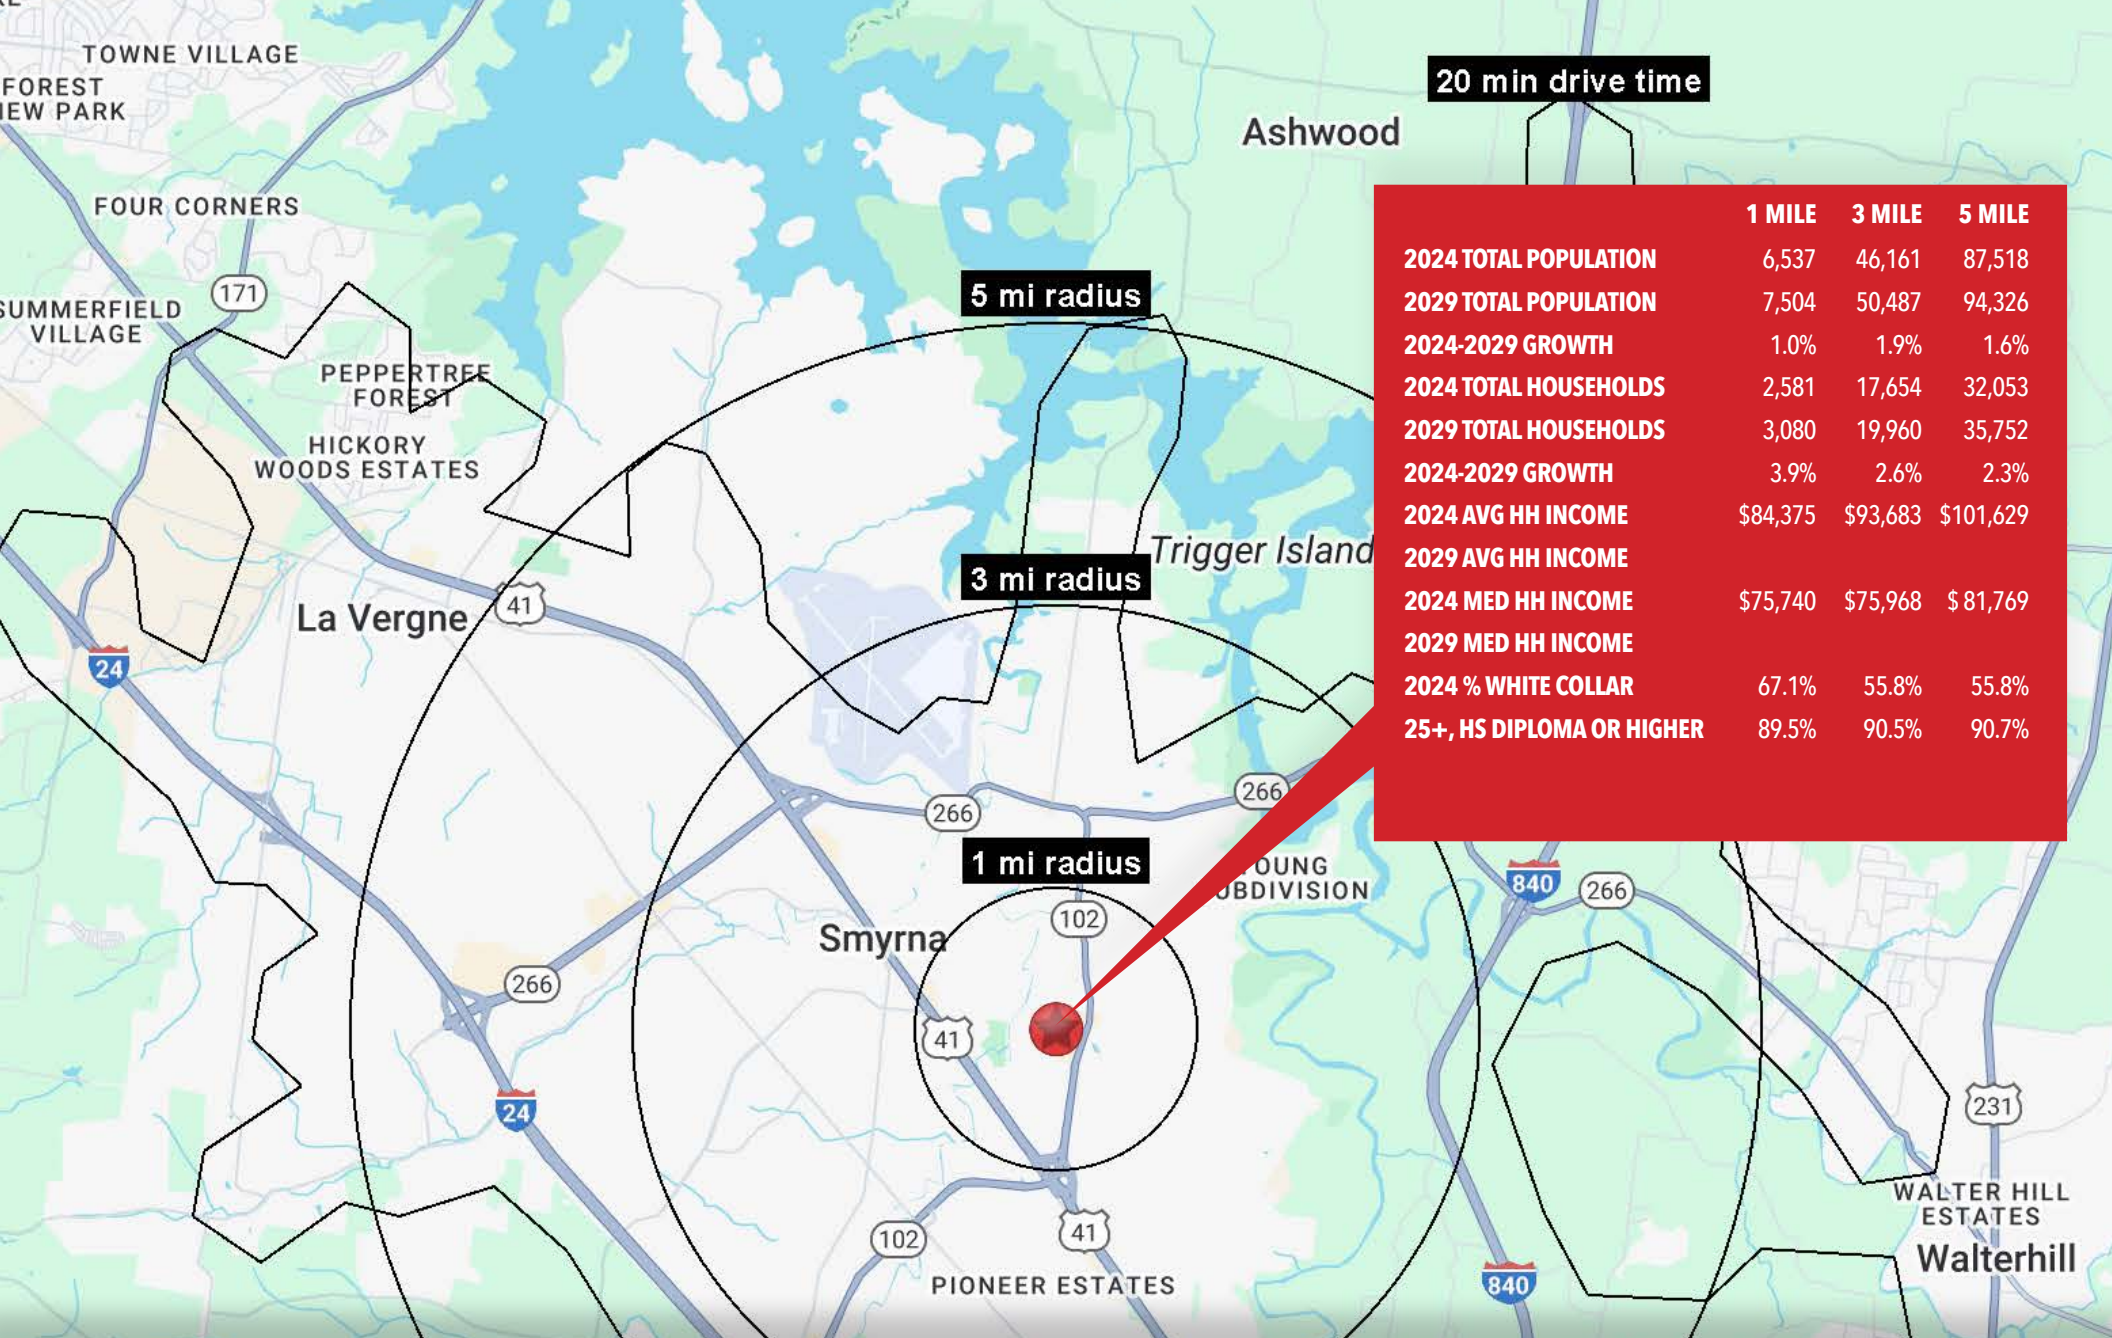 TOWNE VILLAGE
FOREST
PARK
20 min drive time
Ashwood
FOUR CORNERS
171
SUMMERFIELD
VILLAGE
5 mi radius
PEPPERTREE
FOREST
HICKORY
WOODS ESTATES
Trigger Island
3 mi radius
La Vergne
41
24
1 MILE 3 MILE 5 MILE
2024 TOTAL POPULATION 6,537 46,161 87,518
2029 TOTAL POPULATION 7,504 50,487 94,326
2024-2029 GROWTH 1.0% 1.9% 1.6%
2024 TOTAL HOUSEHOLDS 2,581 17,654 32,053
2029 TOTAL HOUSEHOLDS 3,080 19,960 35,752
2024-2029 GROWTH 3.9% 2.6% 2.3%
2024 AVG HH INCOME $84,375 $93,683 $101,629
2029 AVG HH INCOME
2024 MED HH INCOME $75,740 $75,968 $ 81,769
2029 MED HH INCOME
2024 % WHITE COLLAR 67.1% 55.8% 55.8%
25+, HS DIPLOMA OR HIGHER 89.5% 90.5% 90.7%
266
266
1 mi radius
OUNG
UBDIVISION
840
266
102
Smyrna
266
41
24
231
WALTER HILL
ESTATES
102
41
Walterhill
PIONEER ESTATES
840